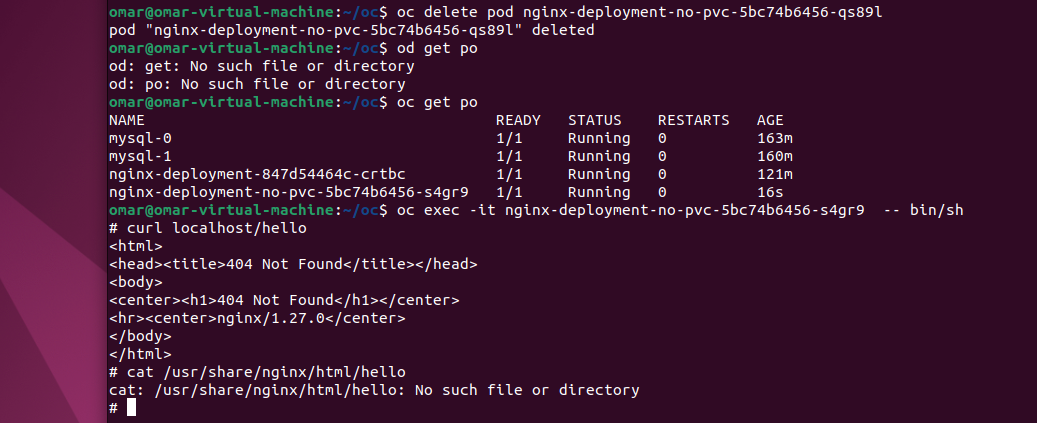 omar@omar-virtual-machine:~/oc$ oc delete pod nginx-deployment-no-pvc-5bc74b6456-qs89l
pod "nginx-deployment-no-pvc-5bc74b6456-qs89l" deleted
omar@omar-virtual-machine:~/oc$ od get po
od: get: No such file or directory
od: po: No such file or directory
omar@omar-virtual-machine:~/oc$ oc get po
NAME READY STATUS RESTARTS AGE
mysql-0 1/1 Running 0 163m
mysql-1 1/1 Running 0 160m
nginx-deployment-847d54464c-crtbc 1/1 Running 0 121m
nginx-deployment-no-pvc-5bc74b6456-s4gr9 1/1 Running 0 16s
omar@omar-virtual-machine:~/oc$ oc exec -it nginx-deployment-no-pvc-5bc74b6456-s4gr9  -- bin/sh
# curl localhost/hello
<html>
<head><title>404 Not Found</title></head>
<body>
<center><h1>404 Not Found</h1></center>
<hr><center>nginx/1.27.0</center>
</body>
</html>
# cat /usr/share/nginx/html/hello
cat: /usr/share/nginx/html/hello: No such file or directory
#